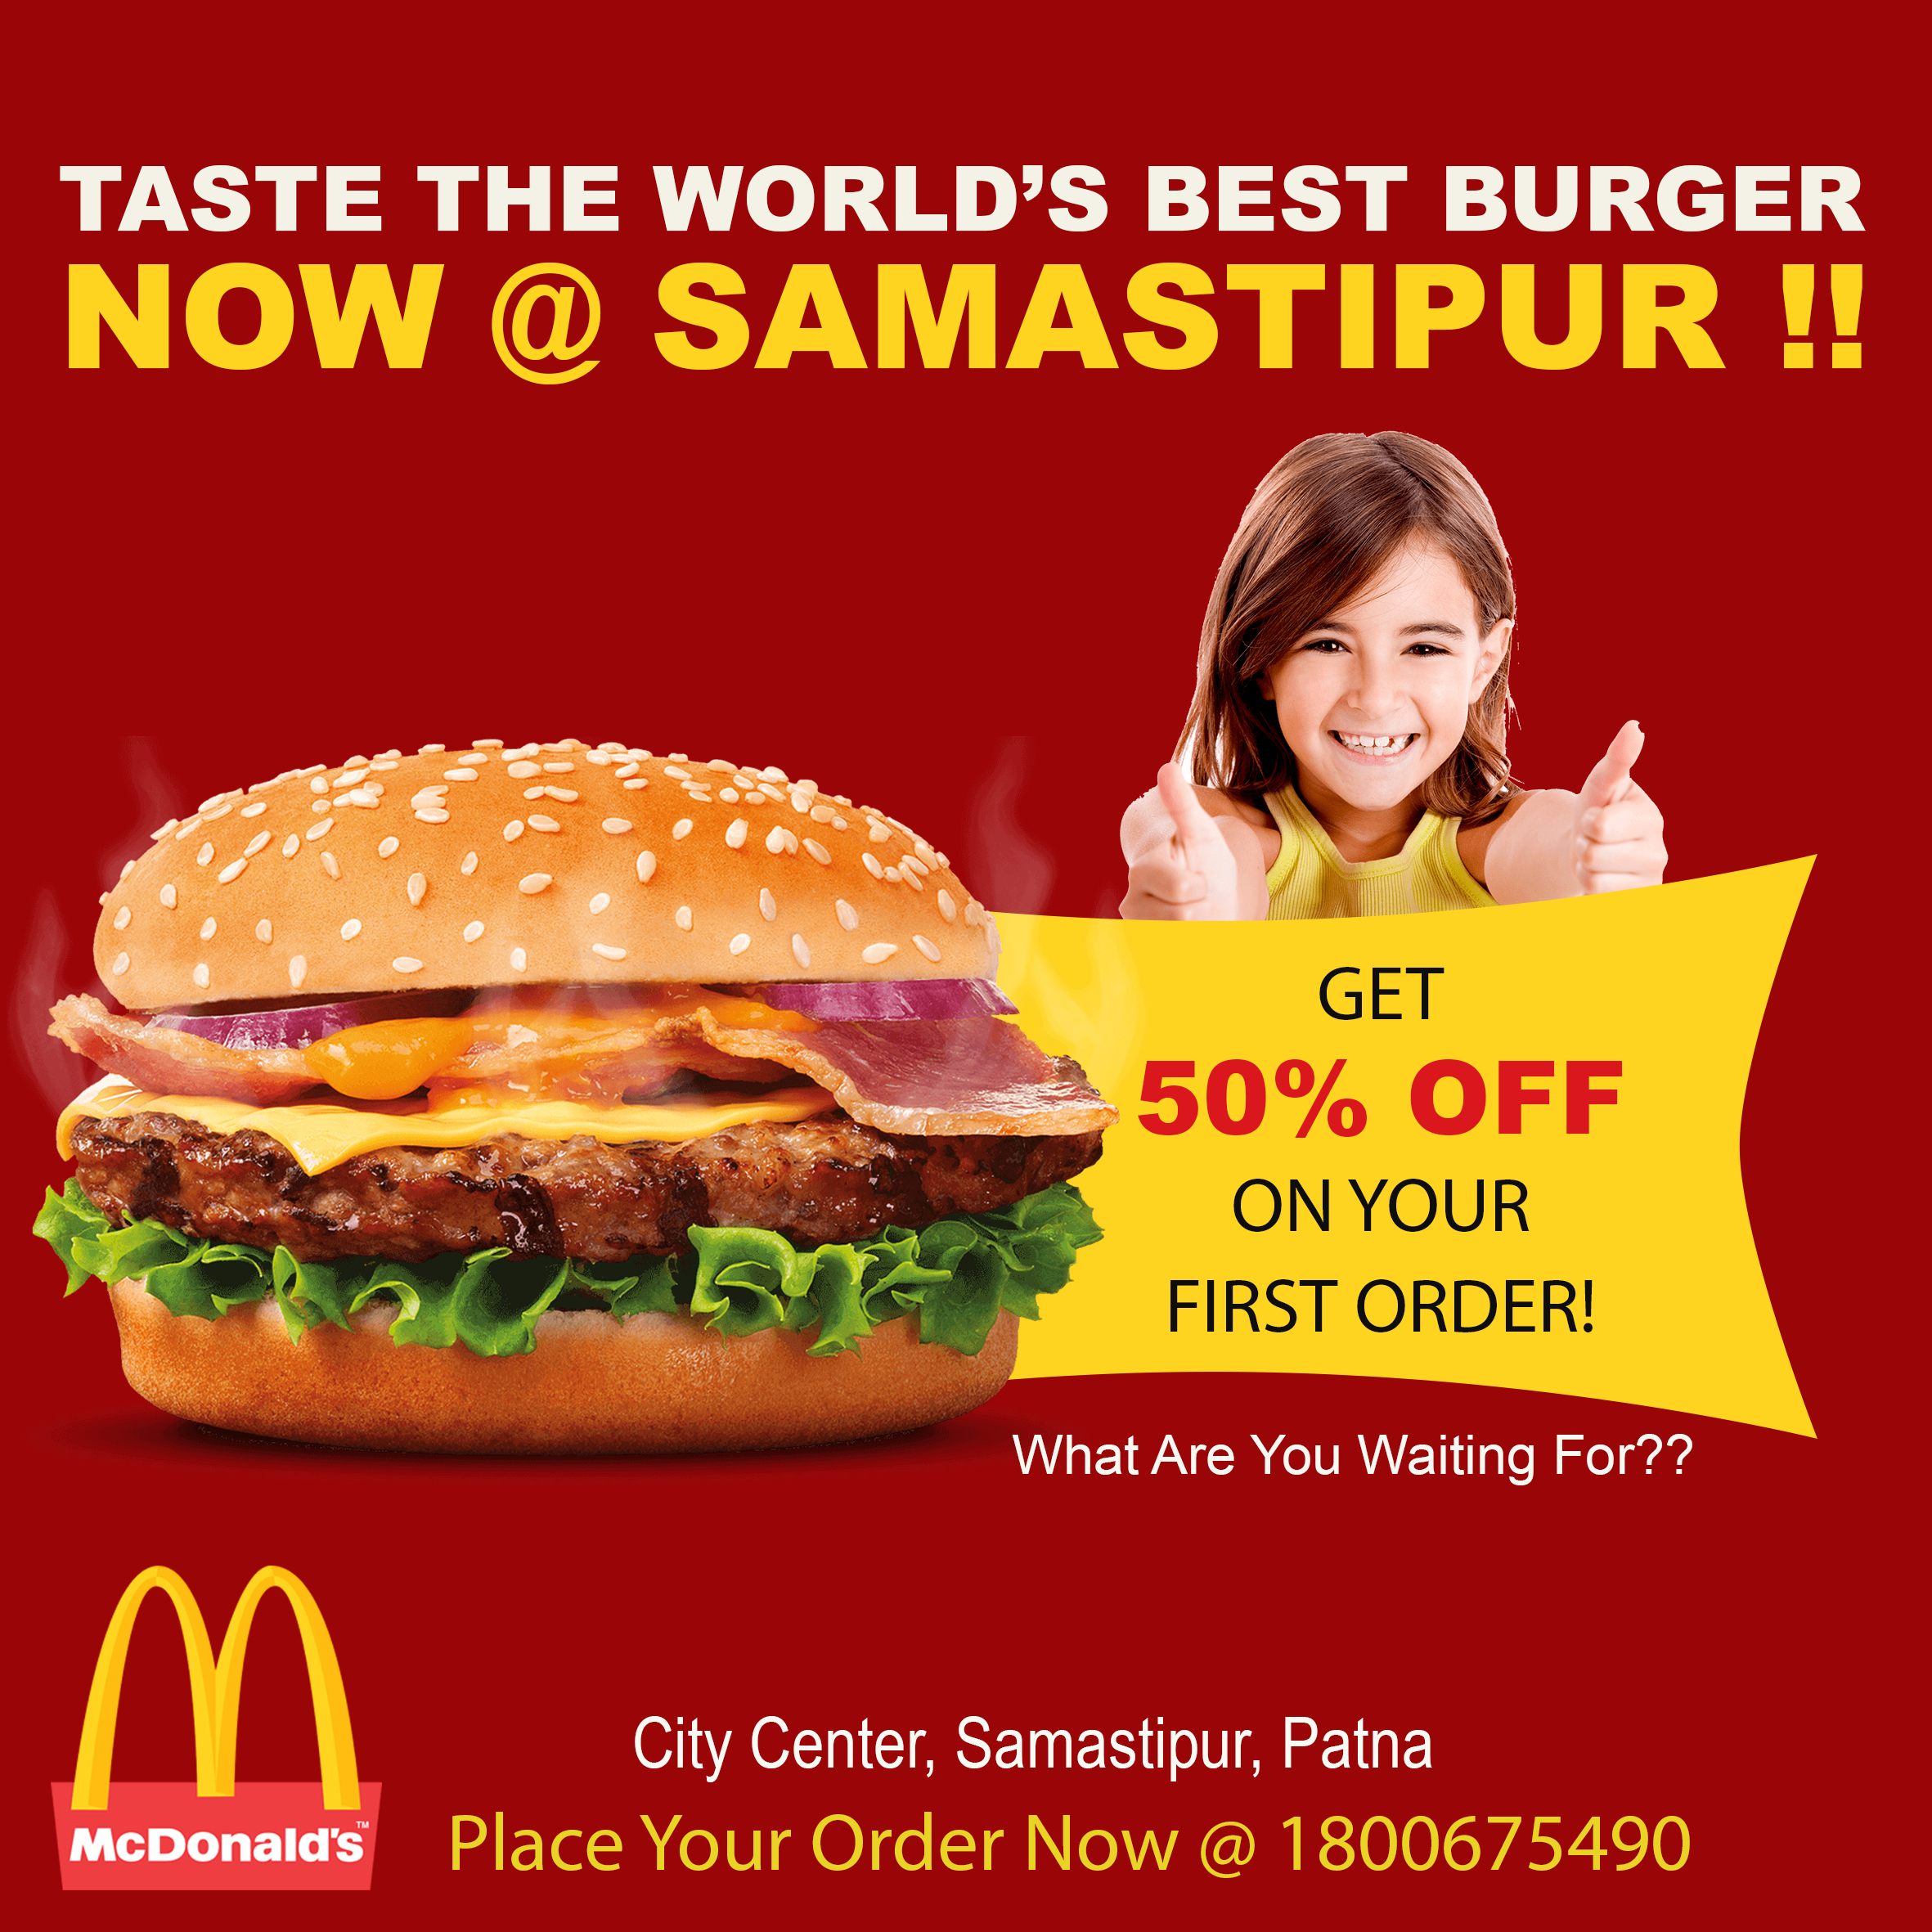 TASTE THE WORLD’S BEST BURGER
NOW @ SAMASTIPUR !!
GET
50% OFF
ON YOUR
FIRST ORDER!
What Are You Waiting For??
McDonald's™
City Center, Samastipur, Patna
Place Your Order Now @ 1800675490